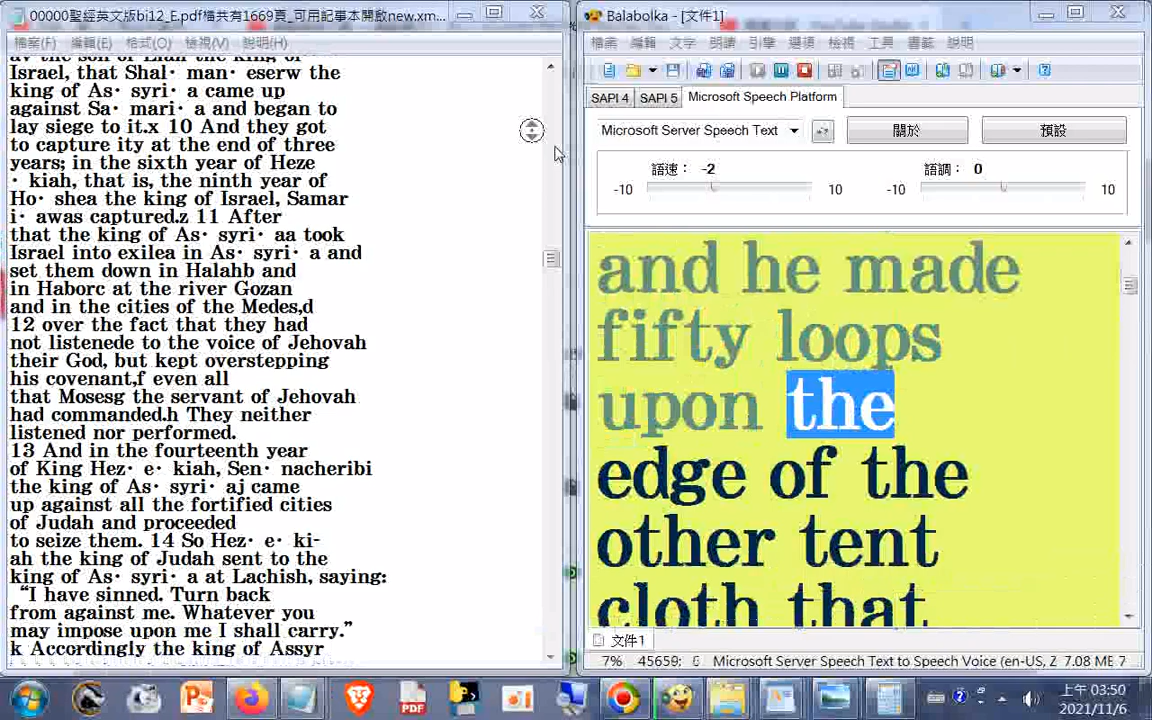 00000聖經英文版bi12_E.pdf檔共有1669頁_可用記事本開啟new.xm...
檔案(F) 編輯(E) 格式(O) 檢視(V) 說明(H)
Israel, that Shal· man· eserw the
king of As· syri· a came up
against Sa· mari· a and began to
lay siege to it.x 10 And they got
to capture ity at the end of three
years; in the sixth year of Heze
· kiah, that is, the ninth year of
Ho· shea the king of Israel, Samar
i· awas captured.z 11 After
that the king of As· syri· aa took
Israel into exilea in As· syri· a and
set them down in Halahb and
in Haborc at the river Gozan
and in the cities of the Medes,d
12 over the fact that they had
not listenede to the voice of Jehovah
their God, but kept overstepping
his covenant,f even all
that Mosesg the servant of Jehovah
had commanded.h They neither
listened nor performed.
13 And in the fourteenth year
of King Hez· e· kiah, Sen· nacheribi
the king of As· syri· aj came
up against all the fortified cities
of Judah and proceeded
to seize them. 14 So Hez· e· ki-
ah the king of Judah sent to the
king of As· syri· a at Lachish, saying:
“I have sinned. Turn back
from against me. Whatever you
may impose upon me I shall carry.”
k Accordingly the king of Assyr
Balabolka - [文件1]
檔案 編輯 文字 朗讀 引擎 選項 檢視 工具 書籤 說明
SAPI 4 SAPI 5 Microsoft Speech Platform
Microsoft Server Speech Text 關於 預設
語速： -2 語調： 0
-10 10 -10 10
and he made
fifty loops
upon the
edge of the
other tent
cloth that
文件1
7% 45659: 6 Microsoft Server Speech Text to Speech Voice (en-US, Z 7.08 ME 7
PDF
上午 03:50
2021/11/6